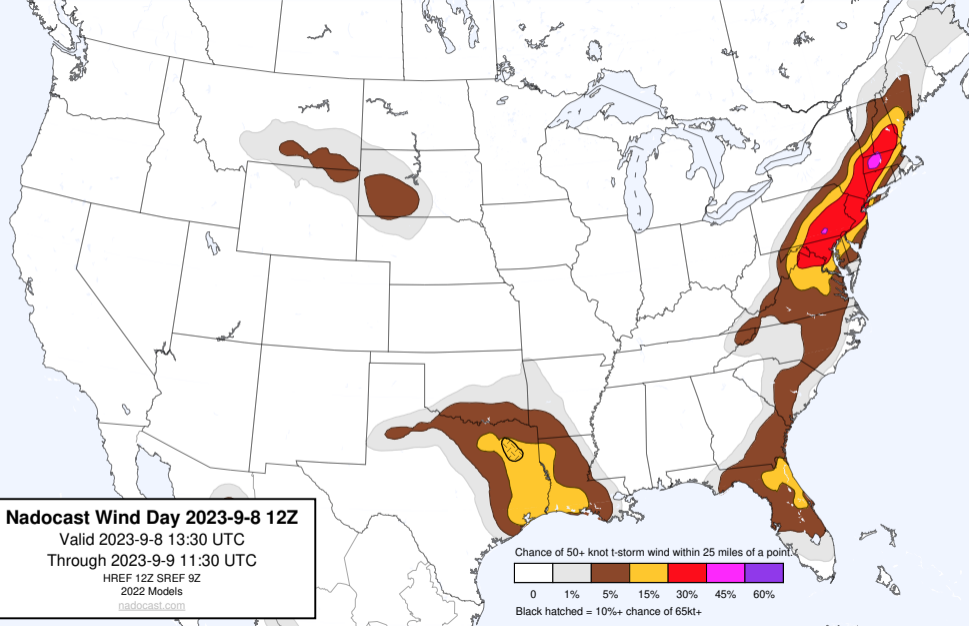 Nadocast Wind Day 2023-9-8 12Z
Valid 2023-9-8 13:30 UTC
Through 2023-9-9 11:30 UTC
HREF 12Z SREF 9Z
2022 Models
nadocast.com
Chance of 50+ knot t-storm wind within 25 miles of a point.
0 1% 5% 15% 30% 45% 60%
Black hatched = 10%+ chance of 65kt+